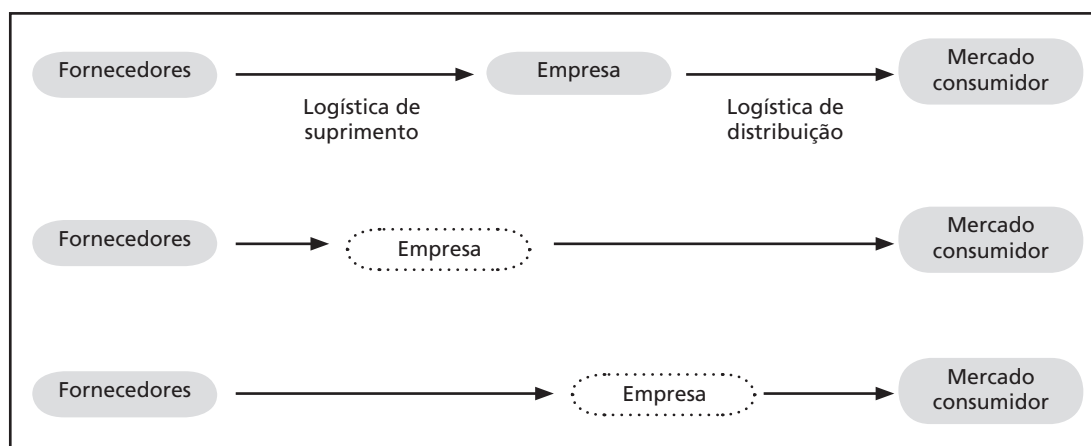 Fornecedores
Empresa
Mercado
consumidor
Logística de
suprimento
Logística de
distribuição
Fornecedores
Empresa
Mercado
consumidor
Fornecedores
Empresa
Mercado
consumidor